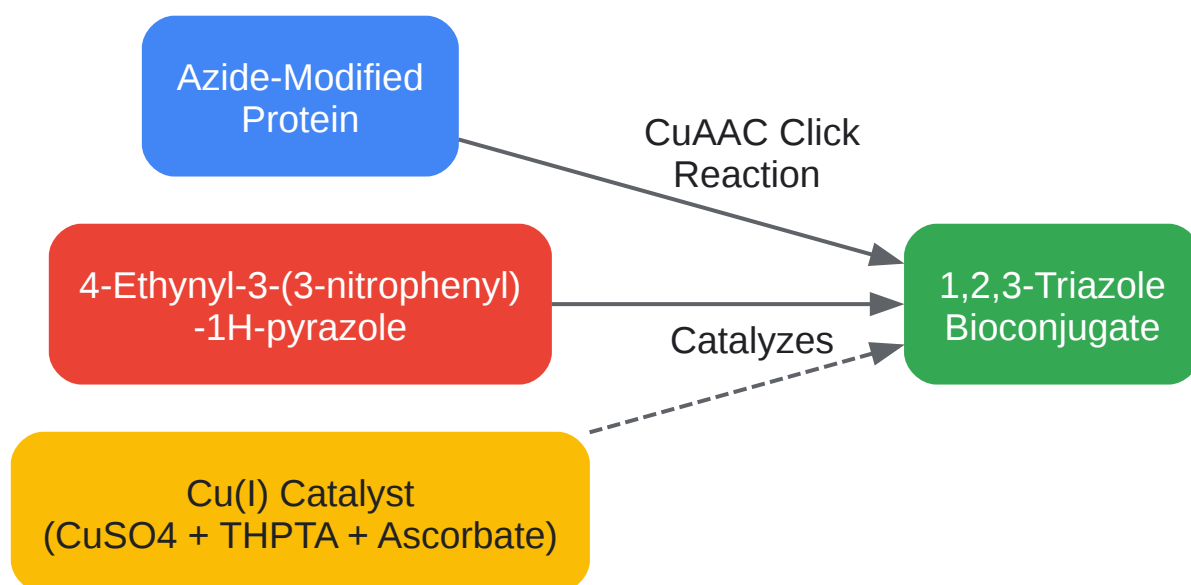 Azide-Modified
Protein
CuAAC Click
Reaction
4-Ethynyl-3-(3-nitrophenyl)
-1H-pyrazole
1,2,3-Triazole
Bioconjugate
Catalyzes
Cu(I) Catalyst
(CuSO4 + THPTA + Ascorbate)